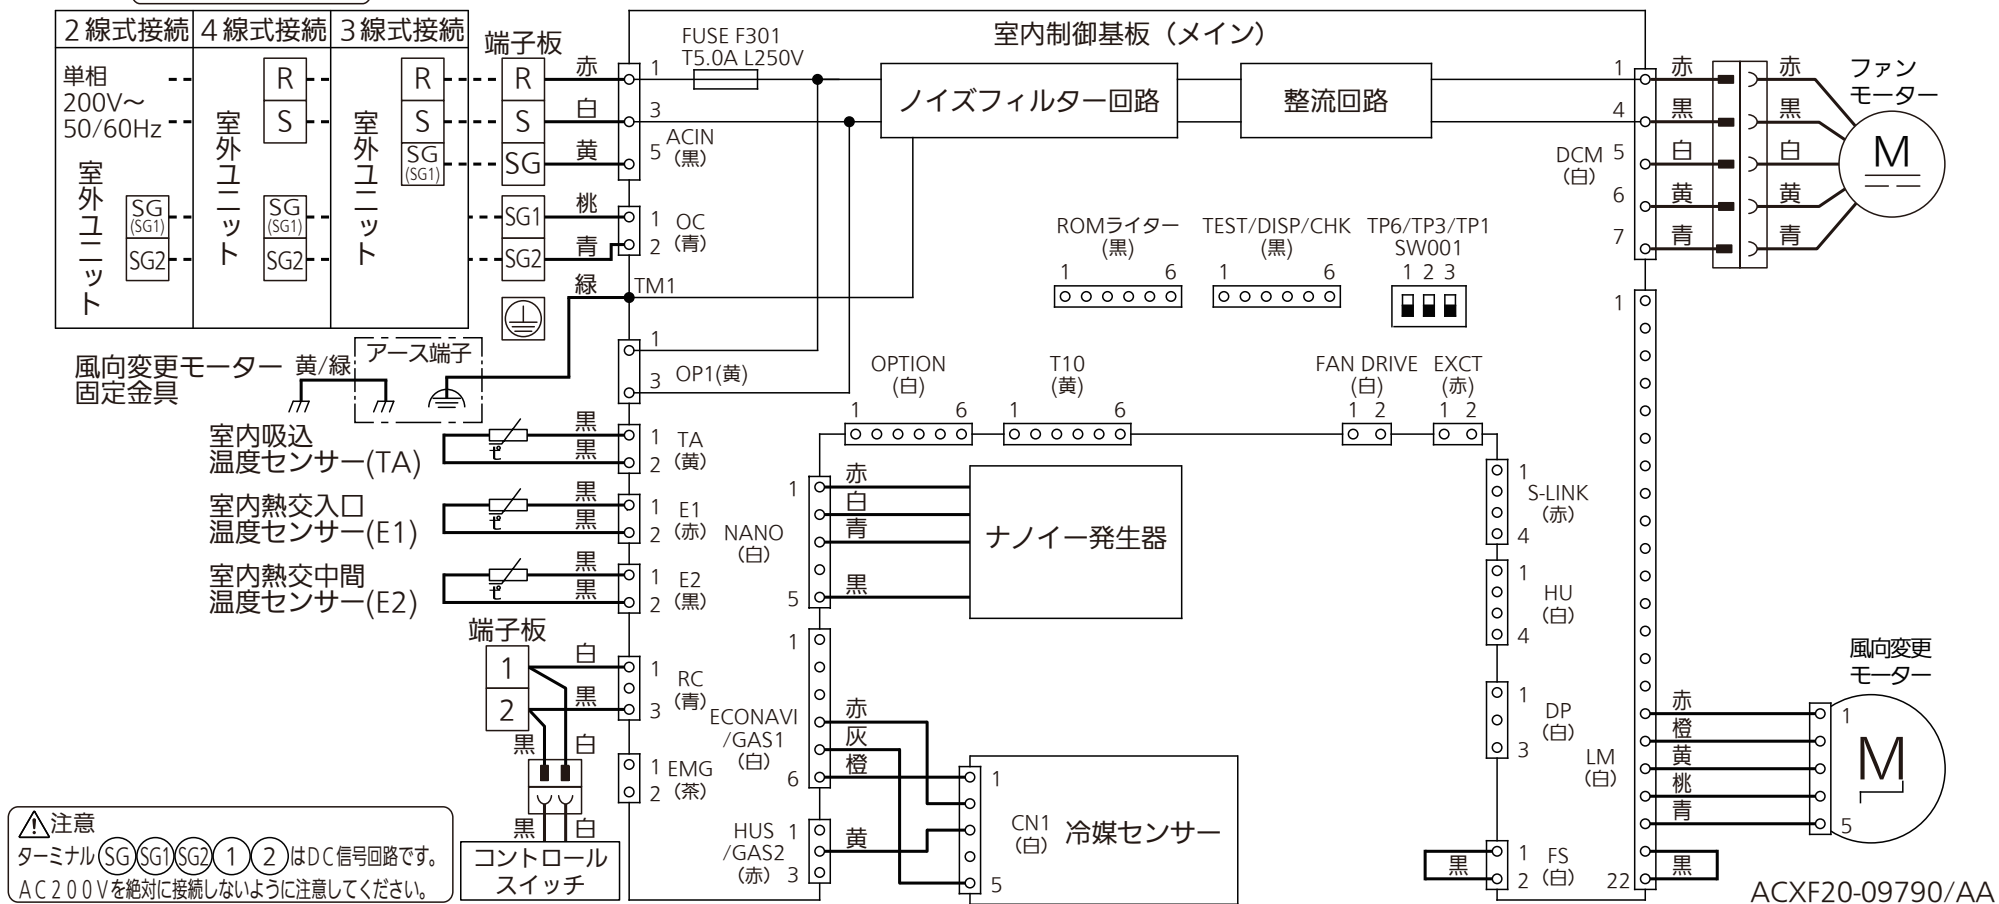 2線式接続 4線式接続 3線式接続
単相
200V～
50/60Hz
室外ユニット
SG
(SG1)
SG2
R
S
室外ユニット
SG
(SG1)
SG2
R
S
SG
(SG1)
室外ユニット
端子板
R
S
SG
SG1
SG2
赤
白
黄
桃
青
緑
1
3
5
ACIN
(黒)
1
2
OC
(青)
TM1
1
3
OP1(黄)
FUSE F301
T5.0A L250V
室内制御基板（メイン）
ノイズフィルター回路
整流回路
1
4
5
6
7
DCM
(白)
赤
黒
白
黄
青
赤
黒
白
黄
青
ファン
モーター
M
ROMライター
(黒)
1 6
TEST/DISP/CHK
(黒)
1 6
TP6/TP3/TP1
SW001
1 2 3
風向変更モーター
固定金具
黄/緑
アース端子
OPTION
(白)
1 6
T10
(黄)
1 6
FAN DRIVE
(白)
1 2
EXCT
(赤)
1 2
室内吸込
温度センサー(TA)
t°
黒
黒
1
2
TA
(黄)
室内熱交入口
温度センサー(E1)
t°
黒
黒
1
2
E1
(赤)
室内熱交中間
温度センサー(E2)
t°
黒
黒
1
2
E2
(黒)
NANO
(白)
1
5
赤
白
青
黒
ナノイー発生器
1
S-LINK
(赤)
4
1
HU
(白)
4
1
DP
(白)
3
1
2
FS
(白)
黒
端子板
1
2
白
黒
1
3
RC
(青)
黒
白
黒
白
コントロール
スイッチ
1
2
EMG
(茶)
1
ECONAVI
/GAS1
(白)
6
赤
灰
橙
HUS
/GAS2
(赤)
1
3
黄
1
CN1
(白)
5
冷媒センサー
1
LM
(白)
22
赤
橙
黄
桃
青
黒
1
5
風向変更
モーター
M
注意
ターミナル SG SG1 SG2 1 2 はDC信号回路です。
AC200Vを絶対に接続しないように注意してください。
ACXF20-09790/AA